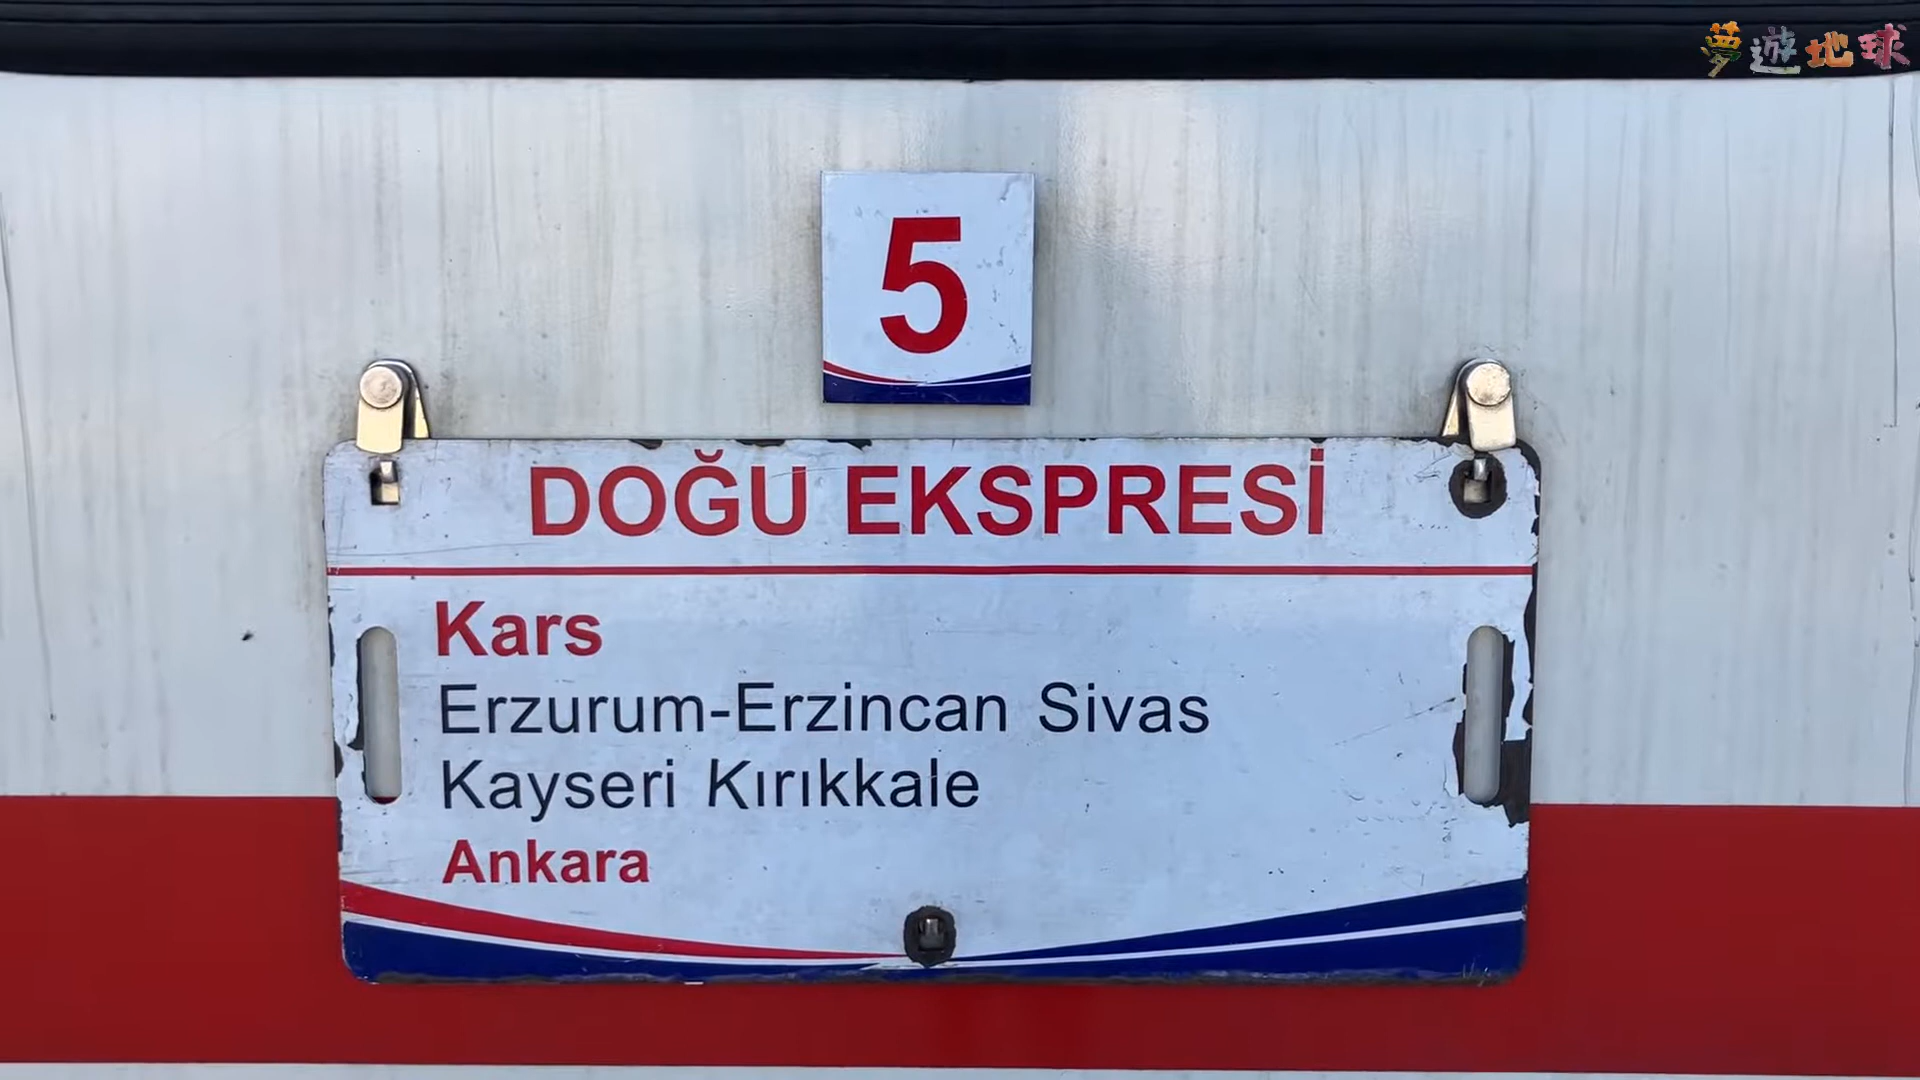 夢遊地球
5
DOĞU EKSPRESİ
Kars
Erzurum-Erzincan Sivas
Kayseri Kırıkkale
Ankara